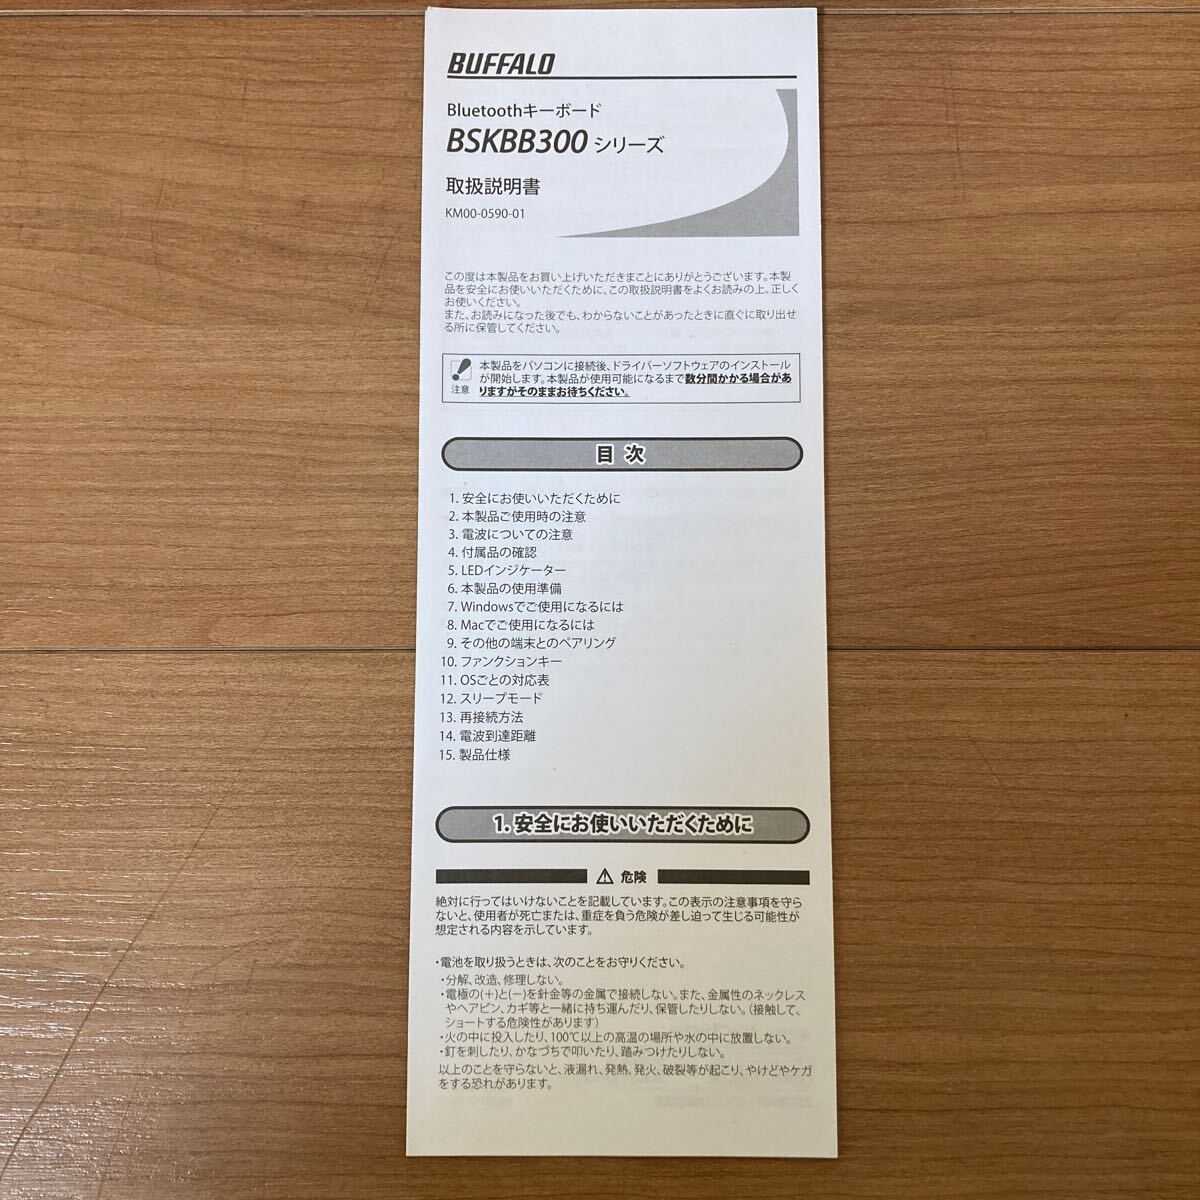 BUFFALO
Bluetoothキーボード
BSKBB300 シリーズ
取扱説明書
KM00-0590-01
この度は本製品をお買い上げいただきまことにありがとうございます。本製
品を安全にお使いいただくために、この取扱説明書をよくお読みの上、正しく
お使いください。
また、お読みになった後でも、わからないことがあったときに直ぐに取り出せ
る所に保管してください。
注意
本製品をパソコンに接続後、ドライバーソフトウェアのインストール
が開始します。本製品が使用可能になるまで数分間かかる場合があ
りますがそのままお待ちください。
目 次
1. 安全にお使いいただくために
2. 本製品ご使用時の注意
3. 電波についての注意
4. 付属品の確認
5. LEDインジケーター
6. 本製品の使用準備
7. Windowsでご使用になるには
8. Macでご使用になるには
9. その他の端末とのペアリング
10. ファンクションキー
11. OSごとの対応表
12. スリープモード
13. 再接続方法
14. 電波到達距離
15. 製品仕様
1. 安全にお使いいただくために
危険
絶対に行ってはいけないことを記載しています。この表示の注意事項を守ら
ないと、使用者が死亡または、重症を負う危険が差し迫って生じる可能性が
想定される内容を示しています。
・電池を取り扱うときは、次のことをお守りください。
・分解、改造、修理しない。
・電極の(+)と(−)を針金等の金属で接続しない。また、金属性のネックレス
やヘアピン、カギ等と一緒に持ち運んだり、保管したりしない。（接触して、
ショートする危険性があります）
・火の中に投入したり、100℃以上の高温の場所や水の中に放置しない。
・釘を刺したり、かなづちで叩いたり、踏みつけたりしない。
以上のことを守らないと、液漏れ、発熱、発火、破裂等が起こり、やけどやケガ
をする恐れがあります。